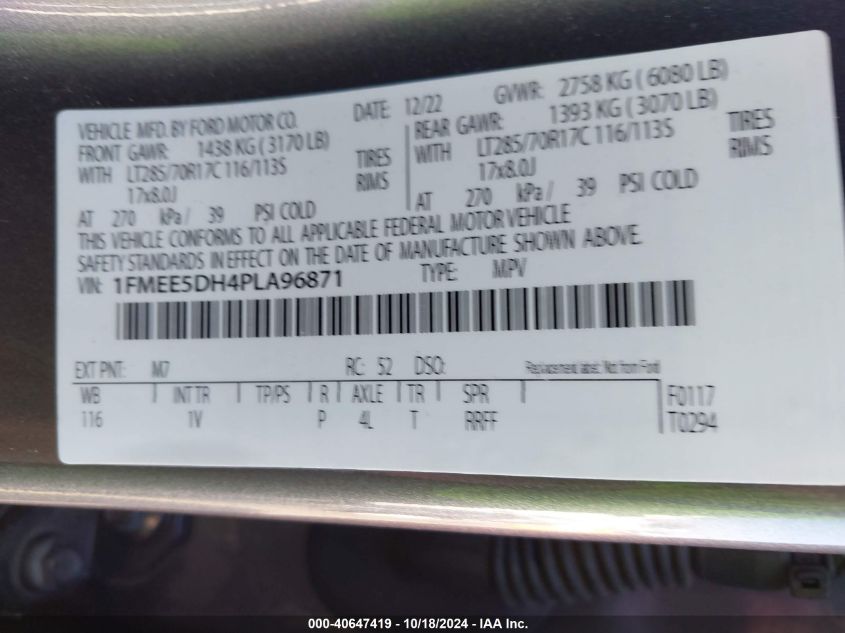 VEHICLE MFD. BY FORD MOTOR CO. DATE: 12/22 GVWR: 2758 KG (6080 LB)
FRONT GAWR: 1438 KG (3170 LB) REAR GAWR: 1393 KG (3070 LB)
WITH LT285/70R17C 116/113S TIRES WITH LT285/70R17C 116/113S TIRES
17x8.0J RIMS 17x8.0J RIMS
AT 270 kPa / 39 PSI COLD AT 270 kPa / 39 PSI COLD
THIS VEHICLE CONFORMS TO ALL APPLICABLE FEDERAL MOTOR VEHICLE
SAFETY STANDARDS IN EFFECT ON THE DATE OF MANUFACTURE SHOWN ABOVE.
VIN: 1FMEE5DH4PLA96871 TYPE: MPV
EXT PNT: M7 RC: 52 DSO: Replacement label. Not from Ford
WB INT TR TP/PS R AXLE TR SPR F0117
116 1V P 4L T RRFF T0294
000-40647419 - 10/18/2024 - IAA Inc.